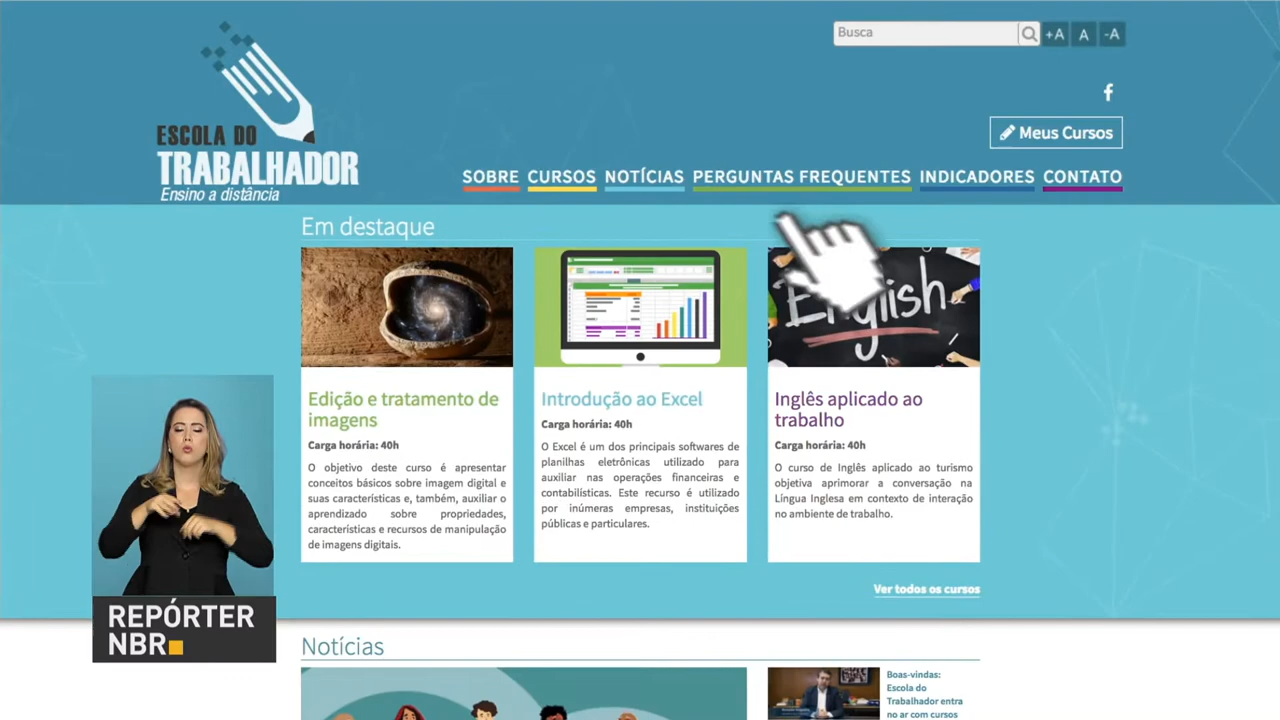 Busca
+A A -A
Meus Cursos
ESCOLA DO
TRABALHADOR
Ensino a distância
SOBRE CURSOS NOTÍCIAS PERGUNTAS FREQUENTES INDICADORES CONTATO
Em destaque
English
Edição e tratamento de
imagens
Carga horária: 40h
O objetivo deste curso é apresentar
conceitos básicos sobre imagem digital e
suas características e, também, auxiliar o
aprendizado sobre propriedades,
características e recursos de manipulação
de imagens digitais.
Introdução ao Excel
Carga horária: 40h
O Excel é um dos principais softwares de
planilhas eletrônicas utilizado para
auxiliar nas operações financeiras e
contabilísticas. Este recurso é utilizado
por inúmeras empresas, instituições
públicas e particulares.
Inglês aplicado ao
trabalho
Carga horária: 40h
O curso de Inglês aplicado ao turismo
objetiva aprimorar a conversação na
Língua Inglesa em contexto de interação
no ambiente de trabalho.
Ver todos os cursos
REPÓRTER
NBR
Notícias
Boas-vindas:
Escola do
Trabalhador entra
no ar com cursos